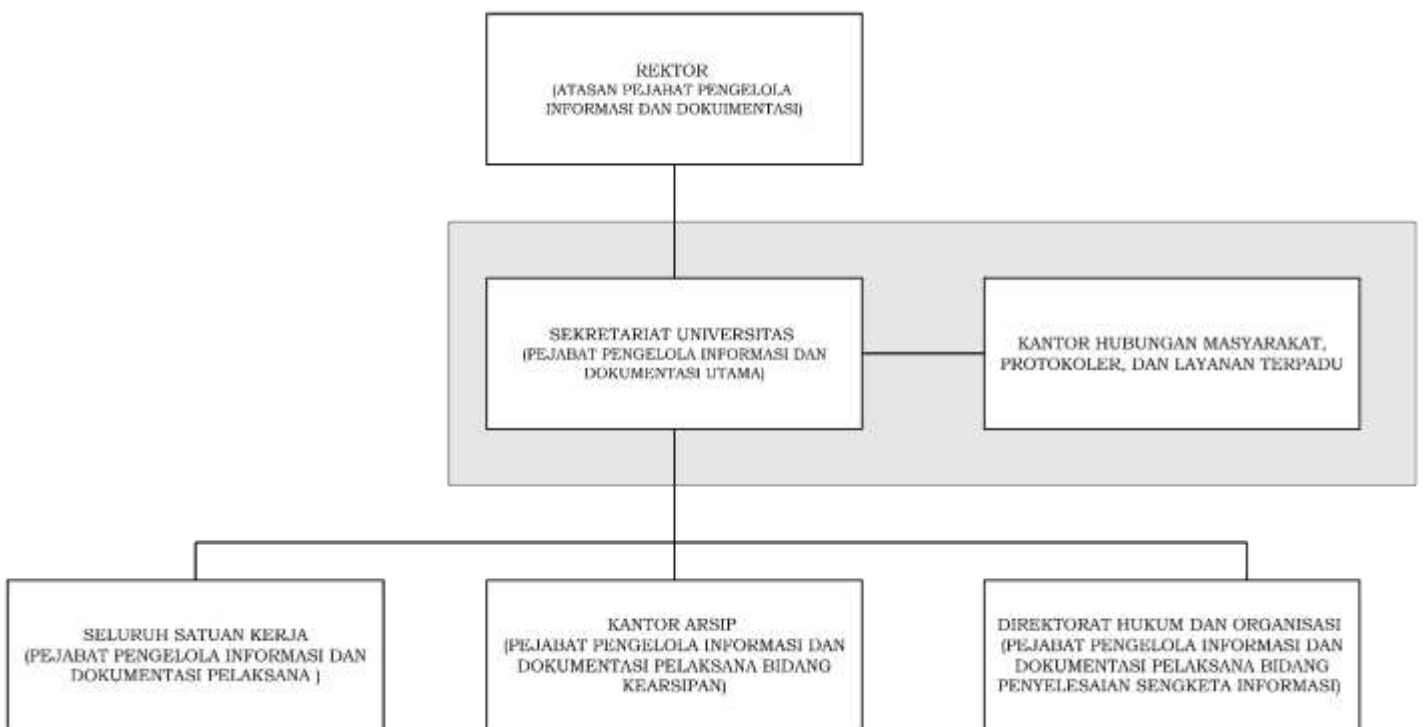 REKTOR
(ATASAN PEJABAT PENGELOLA
INFORMASI DAN DOKUIMENTASI)
SEKRETARIAT UNIVERSITAS
(PEJABAT PENGELOLA INFORMASI DAN
DOKUMENTASI UTAMA)
KANTOR HUBUNGAN MASYARAKAT,
PROTOKOLER, DAN LAYANAN TERPADU
SELURUH SATUAN KERJA
(PEJABAT PENGELOLA INFORMASI DAN
DOKUMENTASI PELAKSANA )
KANTOR ARSIP
(PEJABAT PENGELOLA INFORMASI DAN
DOKUMENTASI PELAKSANA BIDANG
KEARSIPAN)
DIREKTORAT HUKUM DAN ORGANISASI
(PEJABAT PENGELOLA INFORMASI DAN
DOKUMENTASI PELAKSANA BIDANG
PENYELESAIAN SENGKETA INFORMASI)